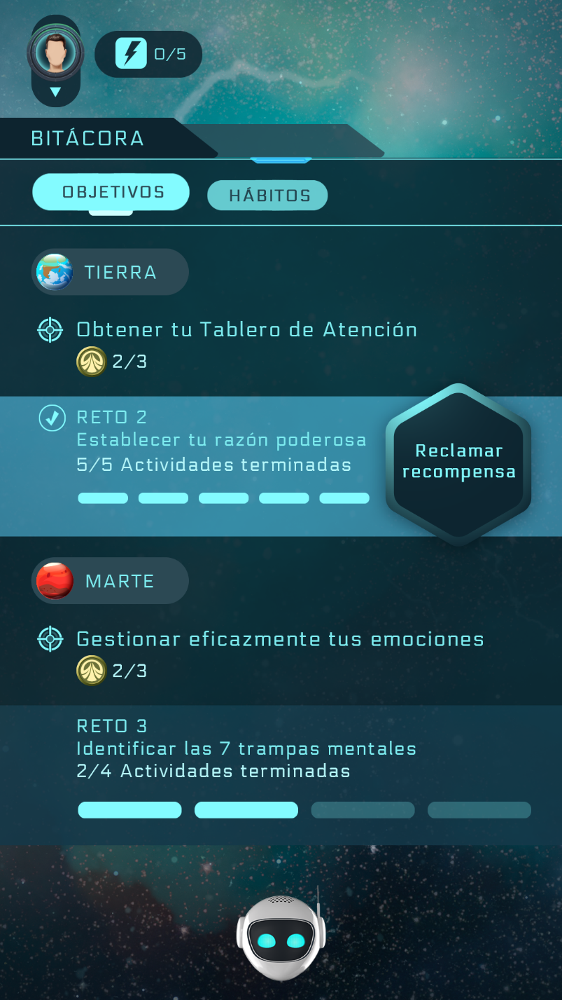 0/5
BITÁCORA
OBJETIVOS
HÁBITOS
TIERRA
Obtener tu Tablero de Atención
2/3
RETO 2
Establecer tu razón poderosa
5/5 Actividades terminadas
Reclamar
recompensa
MARTE
Gestionar eficazmente tus emociones
2/3
RETO 3
Identificar las 7 trampas mentales
2/4 Actividades terminadas